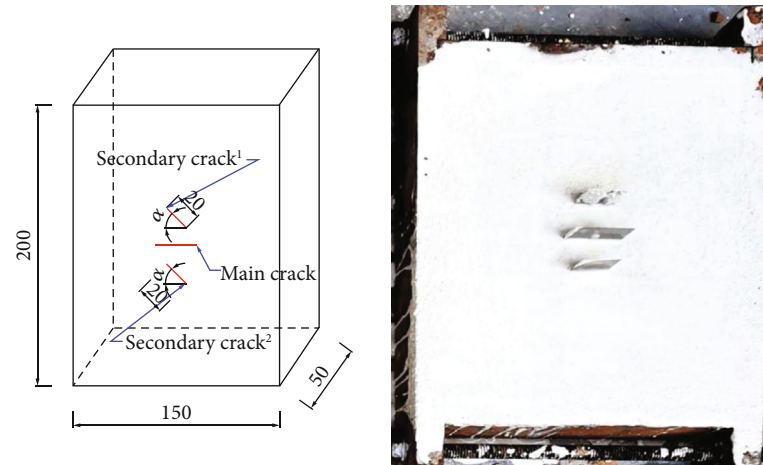 Secondary crack¹
20
α
200
α
Main crack
20
Secondary crack²
50
150